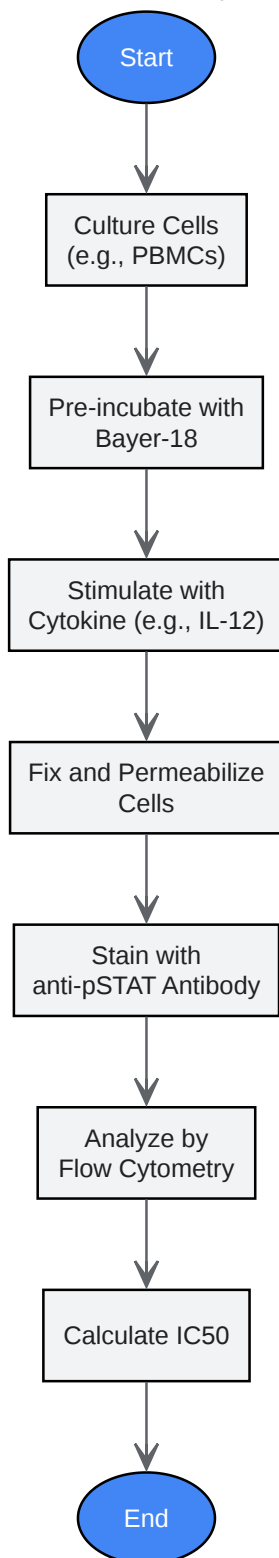 Start
Culture Cells
(e.g., PBMCs)
Pre-incubate with
Bayer-18
Stimulate with
Cytokine (e.g., IL-12)
Fix and Permeabilize
Cells
Stain with
anti-pSTAT Antibody
Analyze by
Flow Cytometry
Calculate IC50
End